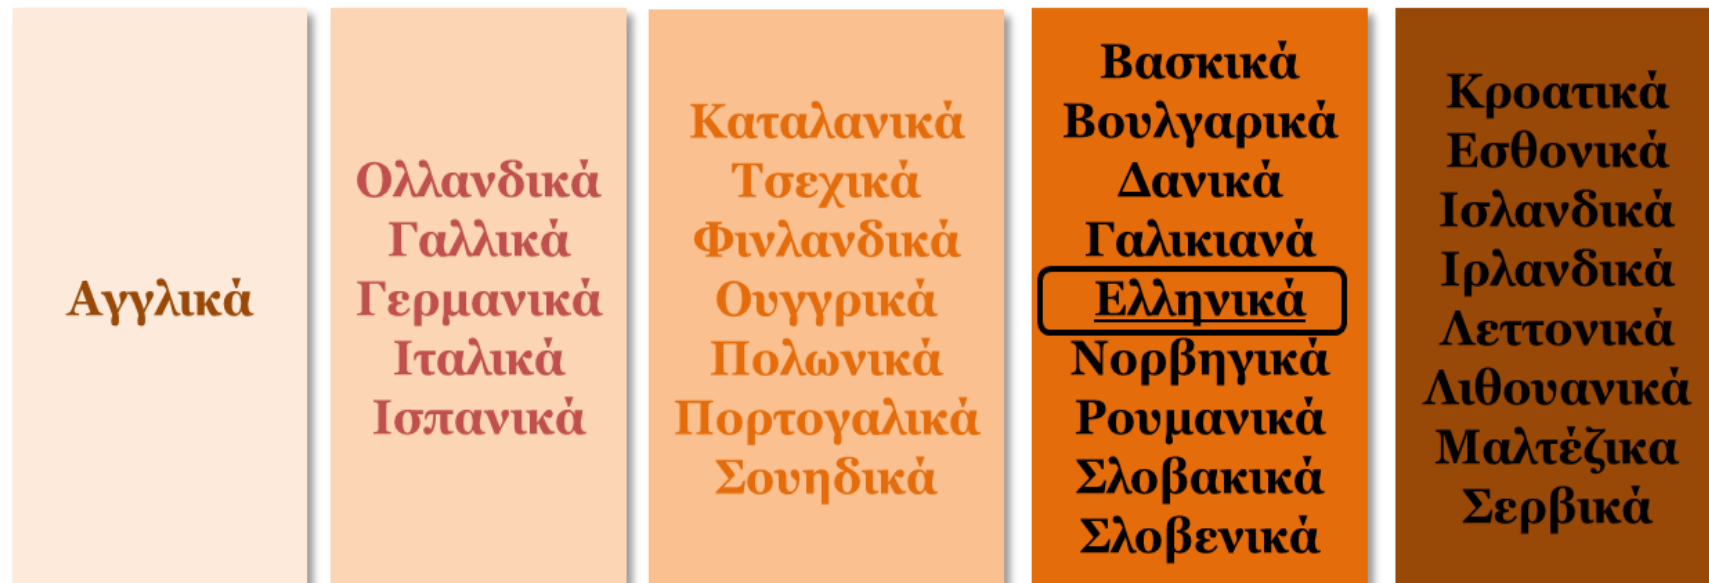 Αγγλικά
Ολλανδικά
Γαλλικά
Γερμανικά
Ιταλικά
Ισπανικά
Καταλανικά
Τσεχικά
Φινλανδικά
Ουγγρικά
Πολωνικά
Πορτογαλικά
Σουηδικά
Βασκικά
Βουλγαρικά
Δανικά
Γαλικιανά
Ελληνικά
Νορβηγικά
Ρουμανικά
Σλοβακικά
Σλοβενικά
Κροατικά
Εσθονικά
Ισλανδικά
Ιρλανδικά
Λεττονικά
Λιθουανικά
Μαλτέζικα
Σερβικά